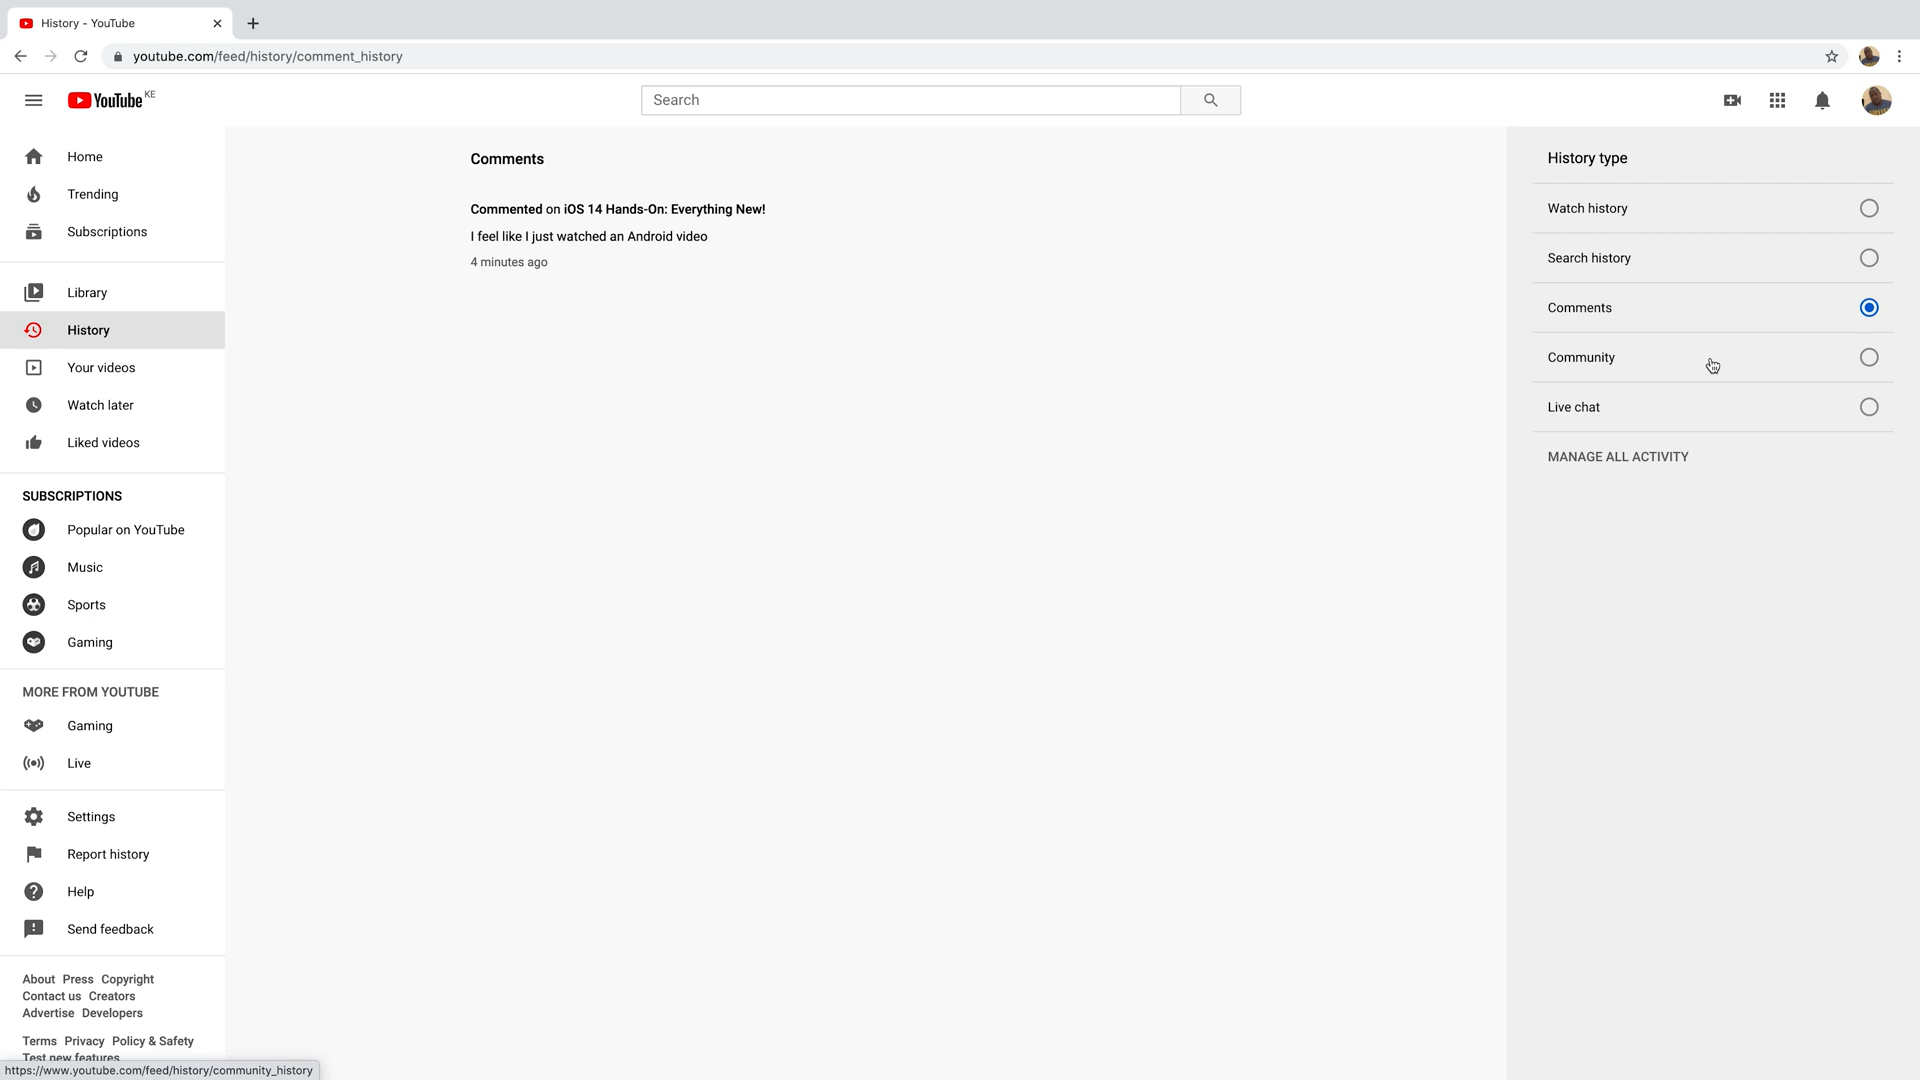 History - YouTube
youtube.com/feed/history/comment_history
YouTube KE
Search
Home
Trending
Subscriptions
Library
History
Your videos
Watch later
Liked videos
SUBSCRIPTIONS
Popular on YouTube
Music
Sports
Gaming
MORE FROM YOUTUBE
Gaming
Live
Settings
Report history
Help
Send feedback
About Press Copyright
Contact us Creators
Advertise Developers
Terms Privacy Policy & Safety
Test new features
https://www.youtube.com/feed/history/community_history
Comments
Commented on iOS 14 Hands-On: Everything New!
I feel like I just watched an Android video
4 minutes ago
History type
Watch history
Search history
Comments
Community
Live chat
MANAGE ALL ACTIVITY